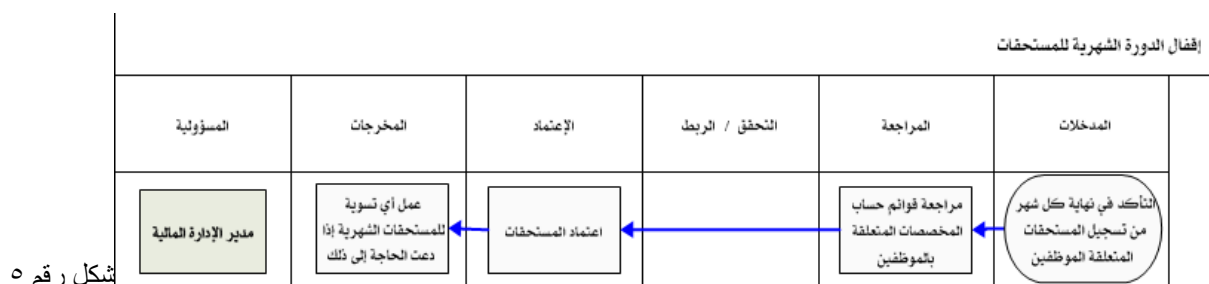 إقفال الدورة الشهرية للمستحقات
المدخلات
المراجعة
التحقق / الربط
الإعتماد
المخرجات
المسؤولية
التأكد في نهاية كل شهر
من تسجيل المستحقات
المتعلقة الموظفين
مراجعة قوائم حساب
المخصصات المتعلقة
بالموظفين
اعتماد المستحقات
عمل أي تسوية
للمستحقات الشهرية إذا
دعت الحاجة إلى ذلك
مدير الإدارة المالية
شكل رقم ٥